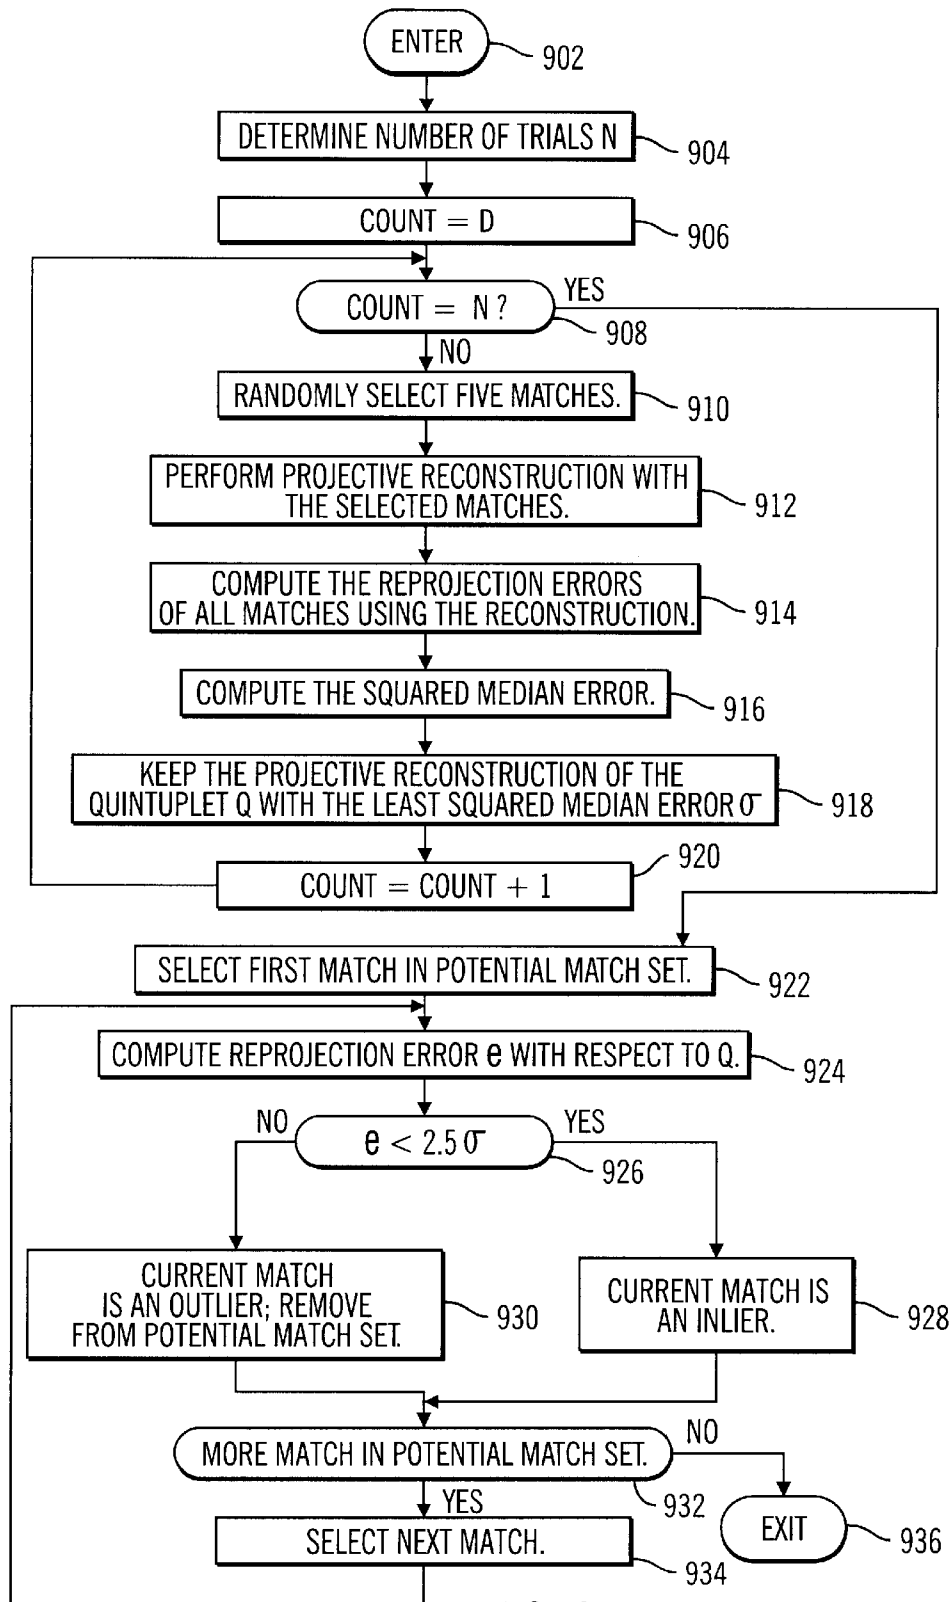 ENTER
902
DETERMINE NUMBER OF TRIALS N
904
COUNT = D
906
COUNT = N ?
YES
908
NO
RANDOMLY SELECT FIVE MATCHES.
910
PERFORM PROJECTIVE RECONSTRUCTION WITH
THE SELECTED MATCHES.
912
COMPUTE THE REPROJECTION ERRORS
OF ALL MATCHES USING THE RECONSTRUCTION.
914
COMPUTE THE SQUARED MEDIAN ERROR.
916
KEEP THE PROJECTIVE RECONSTRUCTION OF THE
QUINTUPLET Q WITH THE LEAST SQUARED MEDIAN ERROR σ
918
920
COUNT = COUNT + 1
SELECT FIRST MATCH IN POTENTIAL MATCH SET.
922
COMPUTE REPROJECTION ERROR e WITH RESPECT TO Q.
924
NO
YES
e < 2.5 σ
926
CURRENT MATCH
IS AN OUTLIER; REMOVE
FROM POTENTIAL MATCH SET.
930
CURRENT MATCH IS
AN INLIER.
928
MORE MATCH IN POTENTIAL MATCH SET.
NO
932
YES
SELECT NEXT MATCH.
934
EXIT
936